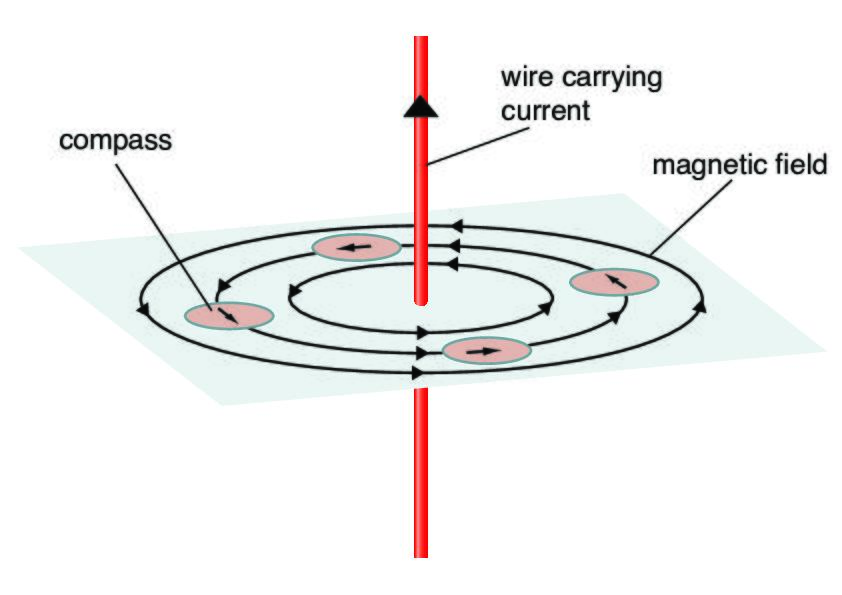 wire carrying
current
compass
magnetic field